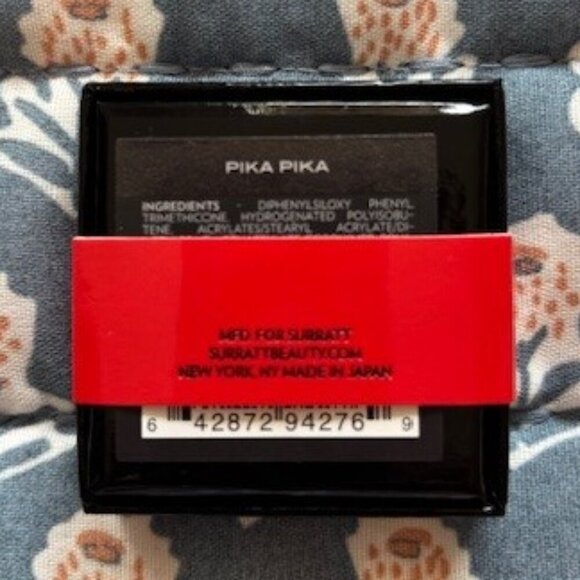 PIKA PIKA
INGREDIENTS - DIPHENYLSILOXY PHENYL
TRIMETHICONE, HYDROGENATED POLYISOBU-
TENE, ACRYLATES/STEARYL ACRYLATE/DI-
MFD. FOR SURRATT
SURRATTBEAUTY.COM
NEW YORK, NY MADE IN JAPAN
6 42872 94276 9